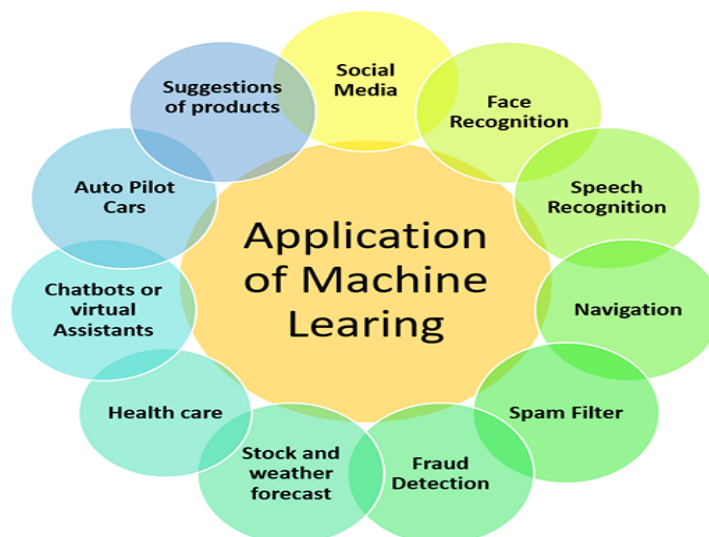 Application
of Machine
Learing
Social
Media
Face
Recognition
Speech
Recognition
Navigation
Spam Filter
Fraud
Detection
Stock and
weather
forecast
Health care
Chatbots or
virtual
Assistants
Auto Pilot
Cars
Suggestions
of products